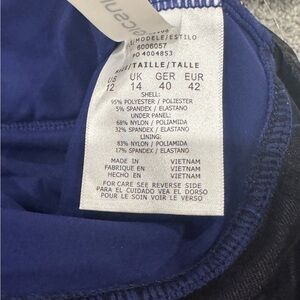 /MODELE/ESTILO
6006057
PO 4004853
/TAILLE/TALLE
US UK GER EUR
12 14 40 42
SHELL:
95% POLYESTER / POLIESTER
5% SPANDEX / ELASTANO
UNDER PANEL:
68% NYLON / POLIAMIDA
32% SPANDEX / ELASTANO
LINING:
83% NYLON / POLIAMIDA
17% SPANDEX / ELASTANO
MADE IN VIETNAM
FABRIQUE EN VIETNAM
HECHO EN VIETNAM
FOR CARE SEE REVERSE SIDE
PARA EL CUIDADO VEA EL DORSO
POUR LE SOIN VOIR LE VERSO